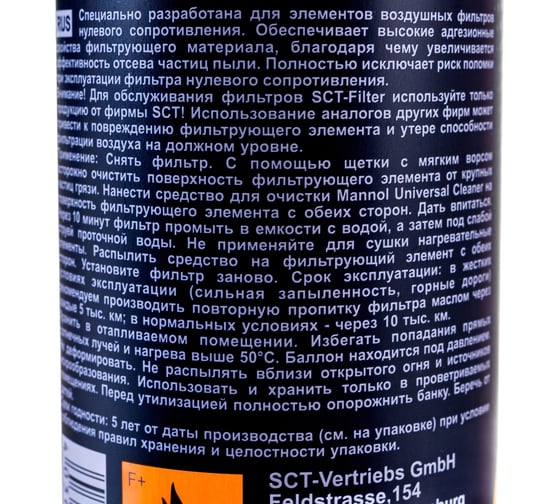 RUS
Специально разработана для элементов воздушных фильтров
нулевого сопротивления. Обеспечивает высокие адгезионные
свойства фильтрующего материала, благодаря чему увеличивается
эффективность отсева частиц пыли. Полностью исключает риск поломки
при эксплуатации фильтра нулевого сопротивления.
Внимание! Для обслуживания фильтров SCT-Filter используйте только
продукцию от фирмы SCT! Использование аналогов других фирм может
привести к повреждению фильтрующего элемента и утере способности
фильтрации воздуха на должном уровне.
Применение: Снять фильтр. С помощью щетки с мягким ворсом
осторожно очистить поверхность фильтрующего элемента от крупных
частиц грязи. Нанести средство для очистки Mannol Universal Cleaner на
поверхность фильтрующего элемента с обеих сторон. Дать впитаться.
Через 10 минут фильтр промыть в емкости с водой, а затем под слабой
струей проточной воды. Не применяйте для сушки нагревательные
элементы. Распылить средство на фильтрующий элемент с обеих
сторон. Установите фильтр заново. Срок эксплуатации: в жестких
условиях эксплуатации (сильная запыленность, горные дороги)
рекомендуем производить повторную пропитку фильтра маслом через
каждые 5 тыс. км; в нормальных условиях - через 10 тыс. км.
Хранить в отапливаемом помещении. Избегать попадания прямых
солнечных лучей и нагрева выше 50°С. Баллон находится под давлением.
Не деформировать. Не распылять вблизи открытого огня и источников
искрообразования. Использовать и хранить только в проветриваемых
помещениях. Перед утилизацией полностью опорожнить банку. Беречь от
детей.
Срок годности: 5 лет от даты производства (см. на упаковке) при условии
соблюдения правил хранения и целостности упаковки.
F+
SCT-Vertriebs GmbH
Feldstrasse,154